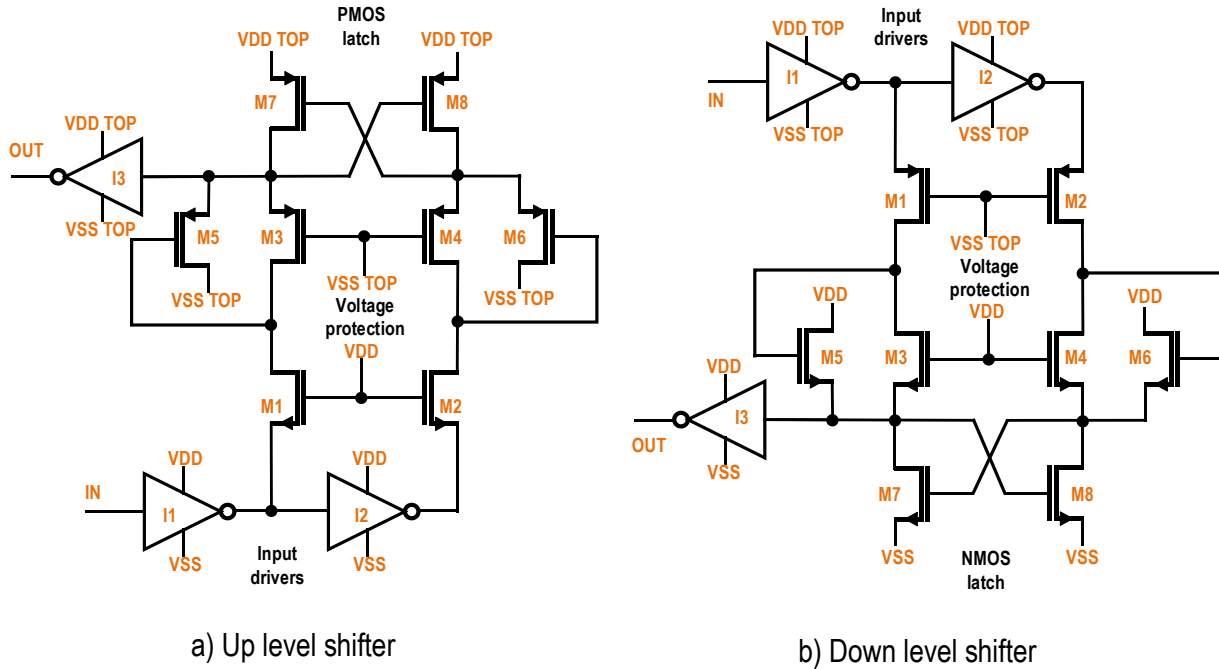 PMOS
latch
VDD TOP
VDD TOP
M7
M8
VDD TOP
OUT
I3
VSS TOP
M5
M3
M4
M6
VSS TOP
VSS TOP
VSS TOP
Voltage
protection
VDD
M1
M2
VDD
VDD
IN
I1
I2
VSS
VSS
Input
drivers
a) Up level shifter
Input
drivers
VDD TOP
VDD TOP
I1
I2
IN
VSS TOP
VSS TOP
M1
M2
VSS TOP
Voltage
protection
VDD
VDD
VDD
M5
M3
M4
M6
VDD
I3
OUT
VSS
M7
M8
VSS
VSS
NMOS
latch
b) Down level shifter